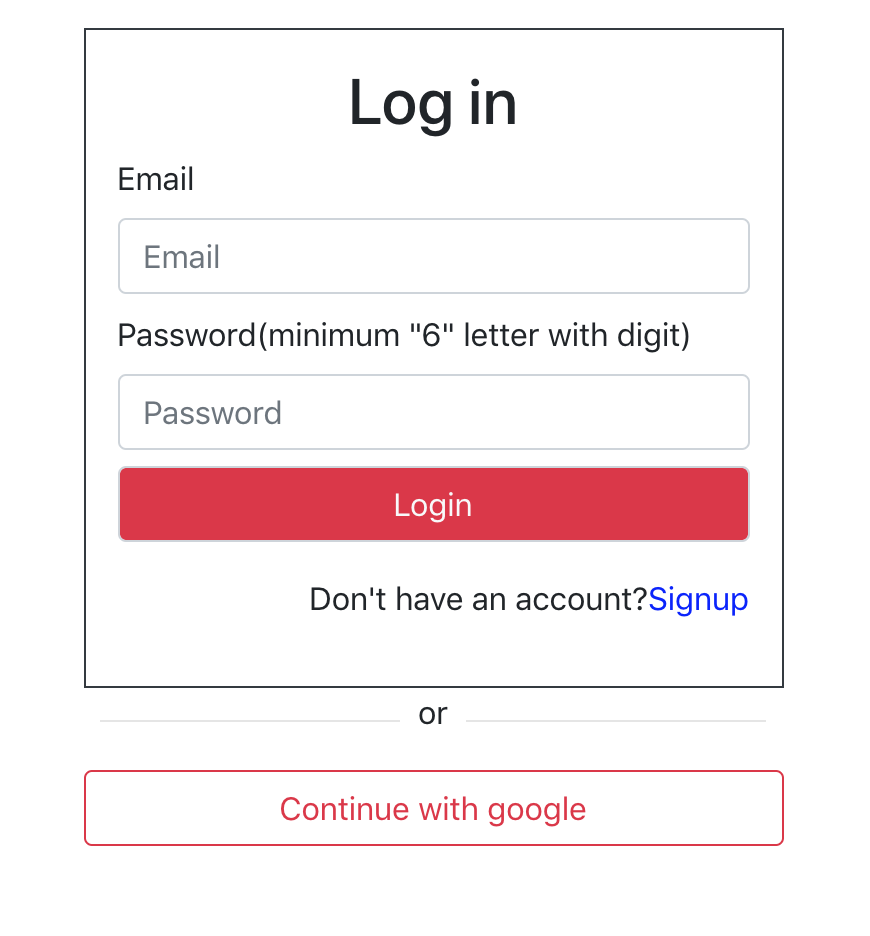 Log in
Email
Email
Password(minimum "6" letter with digit)
Password
Login
Don't have an account?Signup
or
Continue with google